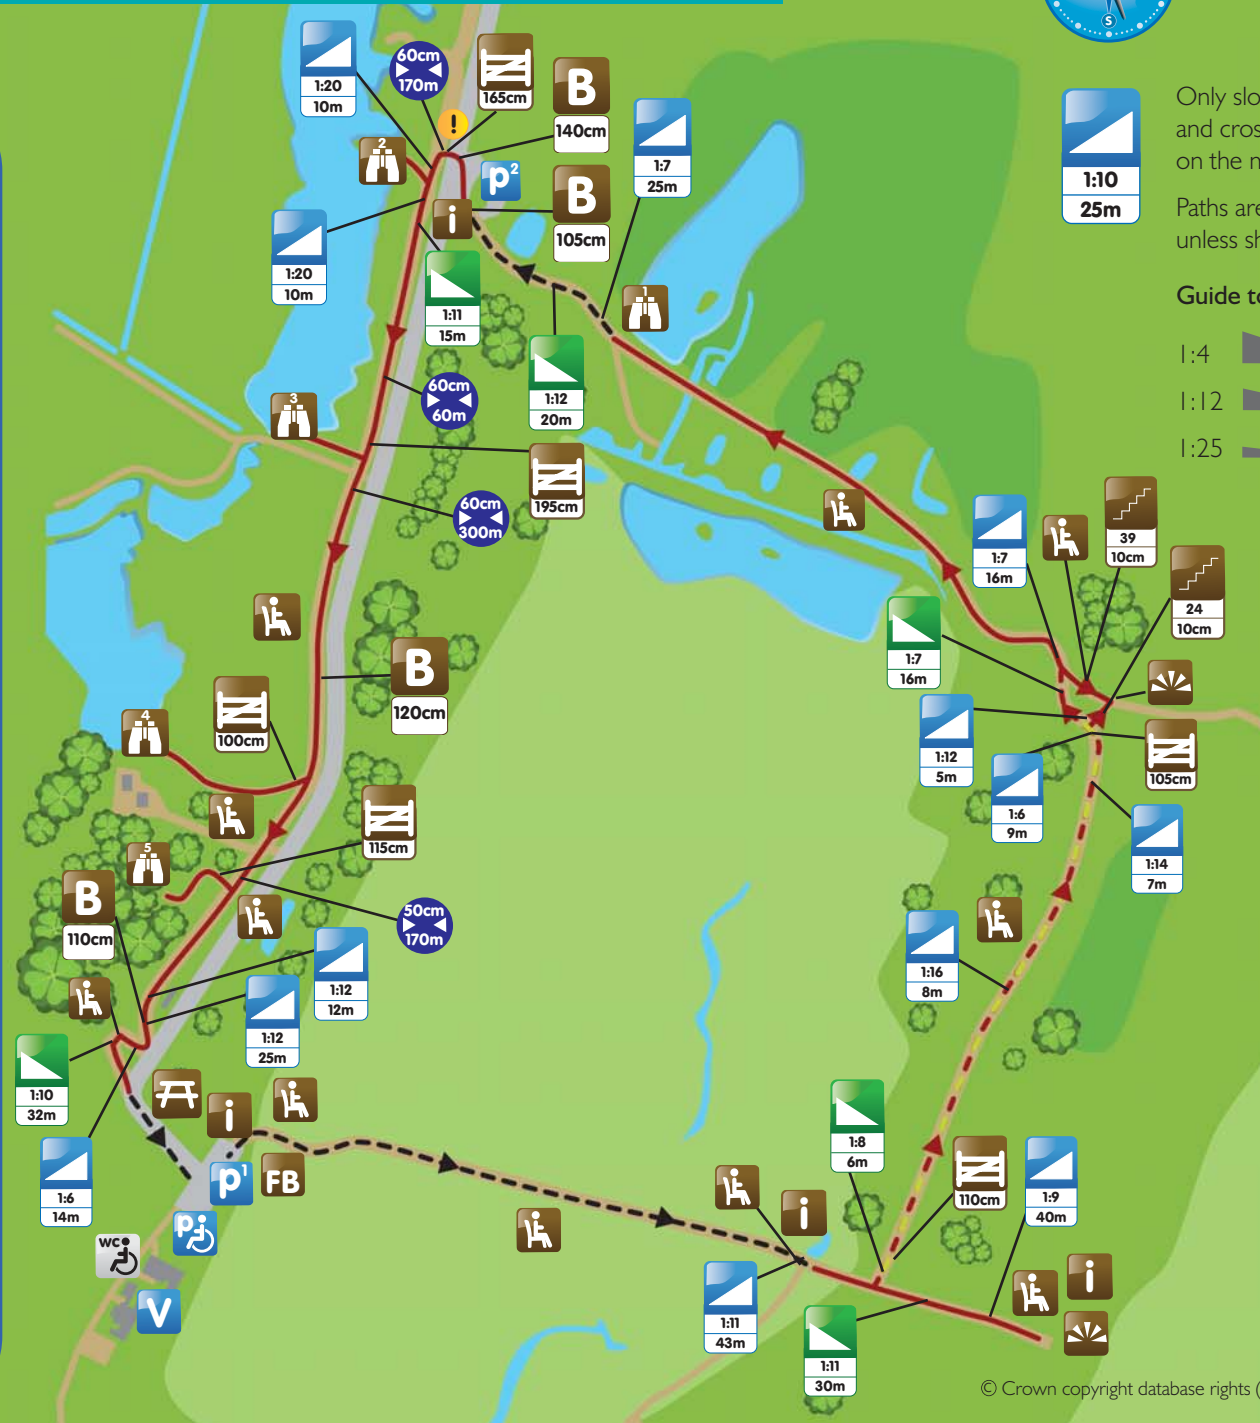 S
1:20
10m
60cm
170m
165cm
B
140cm
!
2
P2
1:7
25m
i
B
105cm
1:20
10m
1:11
15m
1
1:12
20m
60cm
60m
3
195cm
60cm
300m
1:10
25m
Only slo
and cros
on the m
Paths are
unless sh
Guide to
1:4
1:12
1:25
39
10cm
24
10cm
1:7
16m
1:7
16m
1:12
5m
1:6
9m
105cm
1:14
7m
B
120cm
100cm
4
115cm
5
B
110cm
50cm
170m
1:12
12m
1:12
25m
1:10
32m
1:6
14m
i
P1
FB
P
WC
V
1:16
8m
1:8
6m
110cm
1:9
40m
i
1:11
43m
1:11
30m
i
© Crown copyright database rights (